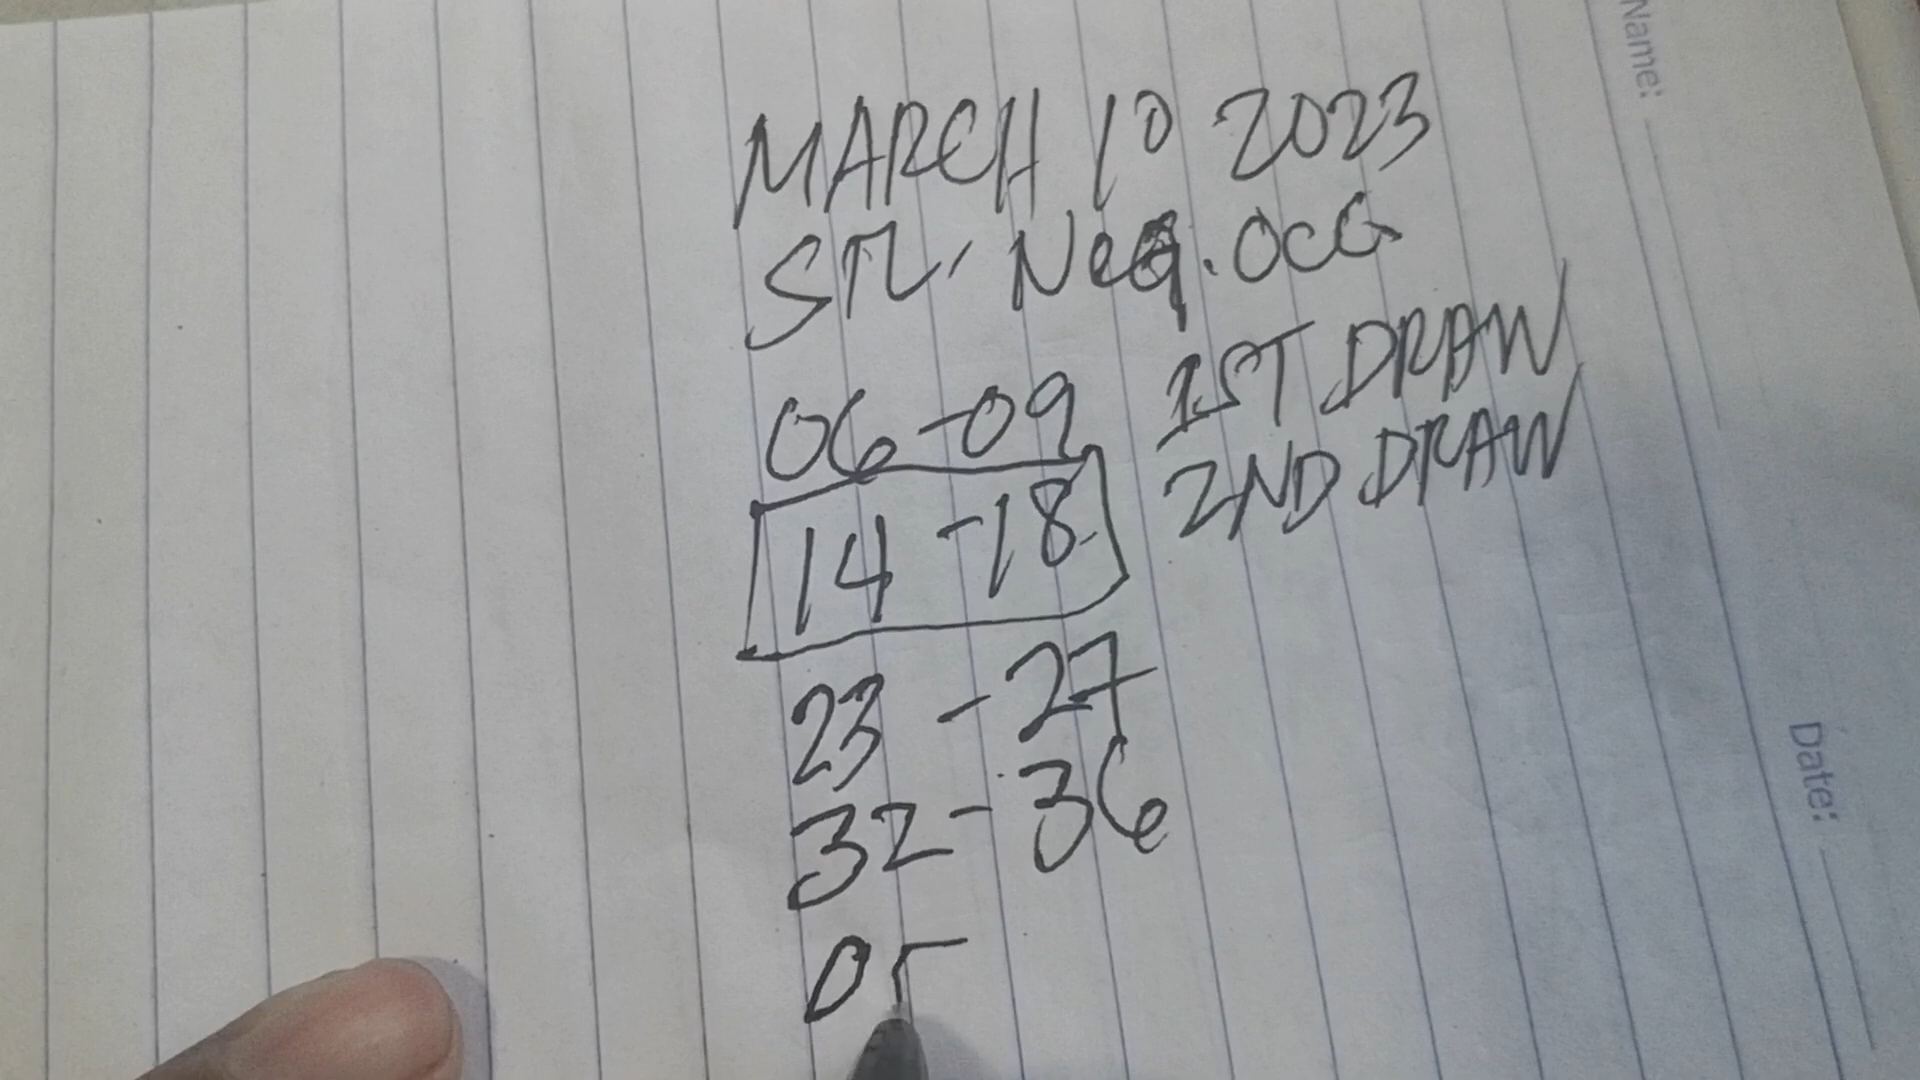 Name:
MARCH 10 2023
STL, Neg. OCC
06-09 1ST DRAW
14-18 2ND DRAW
23-27
32-36
05
Date: